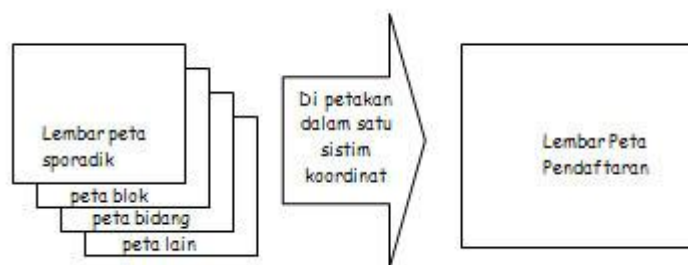 Lembar peta
sporadik
peta blok
peta bidang
peta lain
Di petakan
dalam satu
sistim
koordinat
Lembar Peta
Pendaftaran